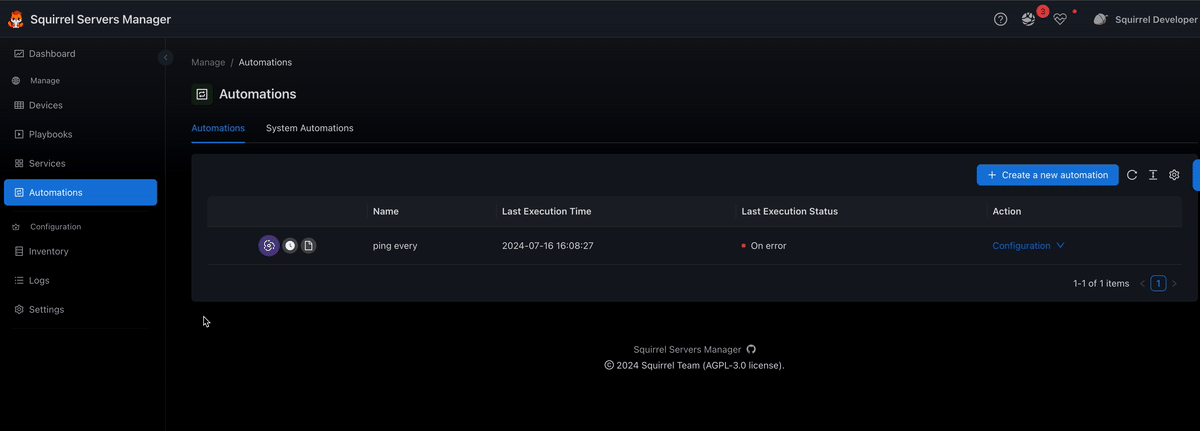 Squirrel Servers Manager
3
Squirrel Developer
Dashboard
Manage
Devices
Playbooks
Services
Automations
Configuration
Inventory
Logs
Settings
Manage / Automations
Automations
Automations System Automations
+ Create a new automation
Name Last Execution Time Last Execution Status Action
ping every 2024-07-16 16:08:27 On error Configuration
1-1 of 1 items < 1 >
Squirrel Servers Manager
© 2024 Squirrel Team (AGPL-3.0 license).